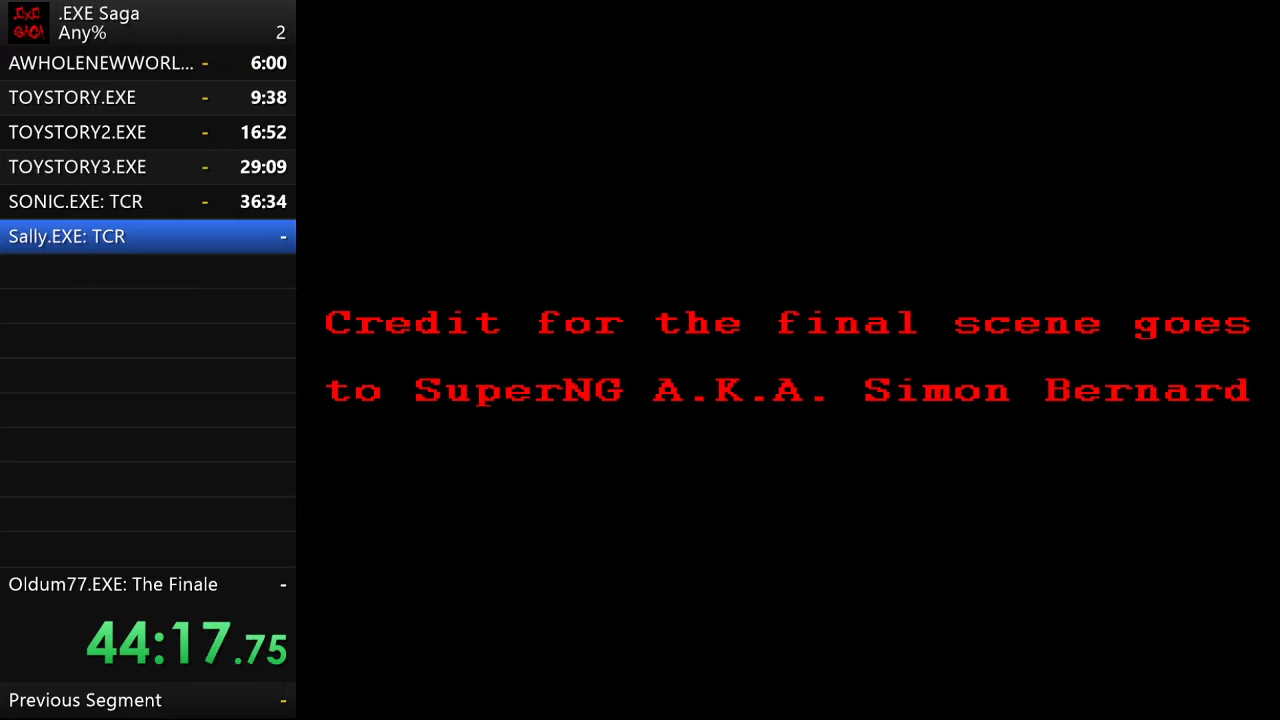 .EXE
SAGA
.EXE Saga
Any%
2
AWHOLENEWWORL... - 6:00
TOYSTORY.EXE - 9:38
TOYSTORY2.EXE - 16:52
TOYSTORY3.EXE - 29:09
SONIC.EXE: TCR - 36:34
Sally.EXE: TCR -
Credit for the final scene goes
to SuperNG A.K.A. Simon Bernard
Oldum77.EXE: The Finale -
44:17.75
Previous Segment -